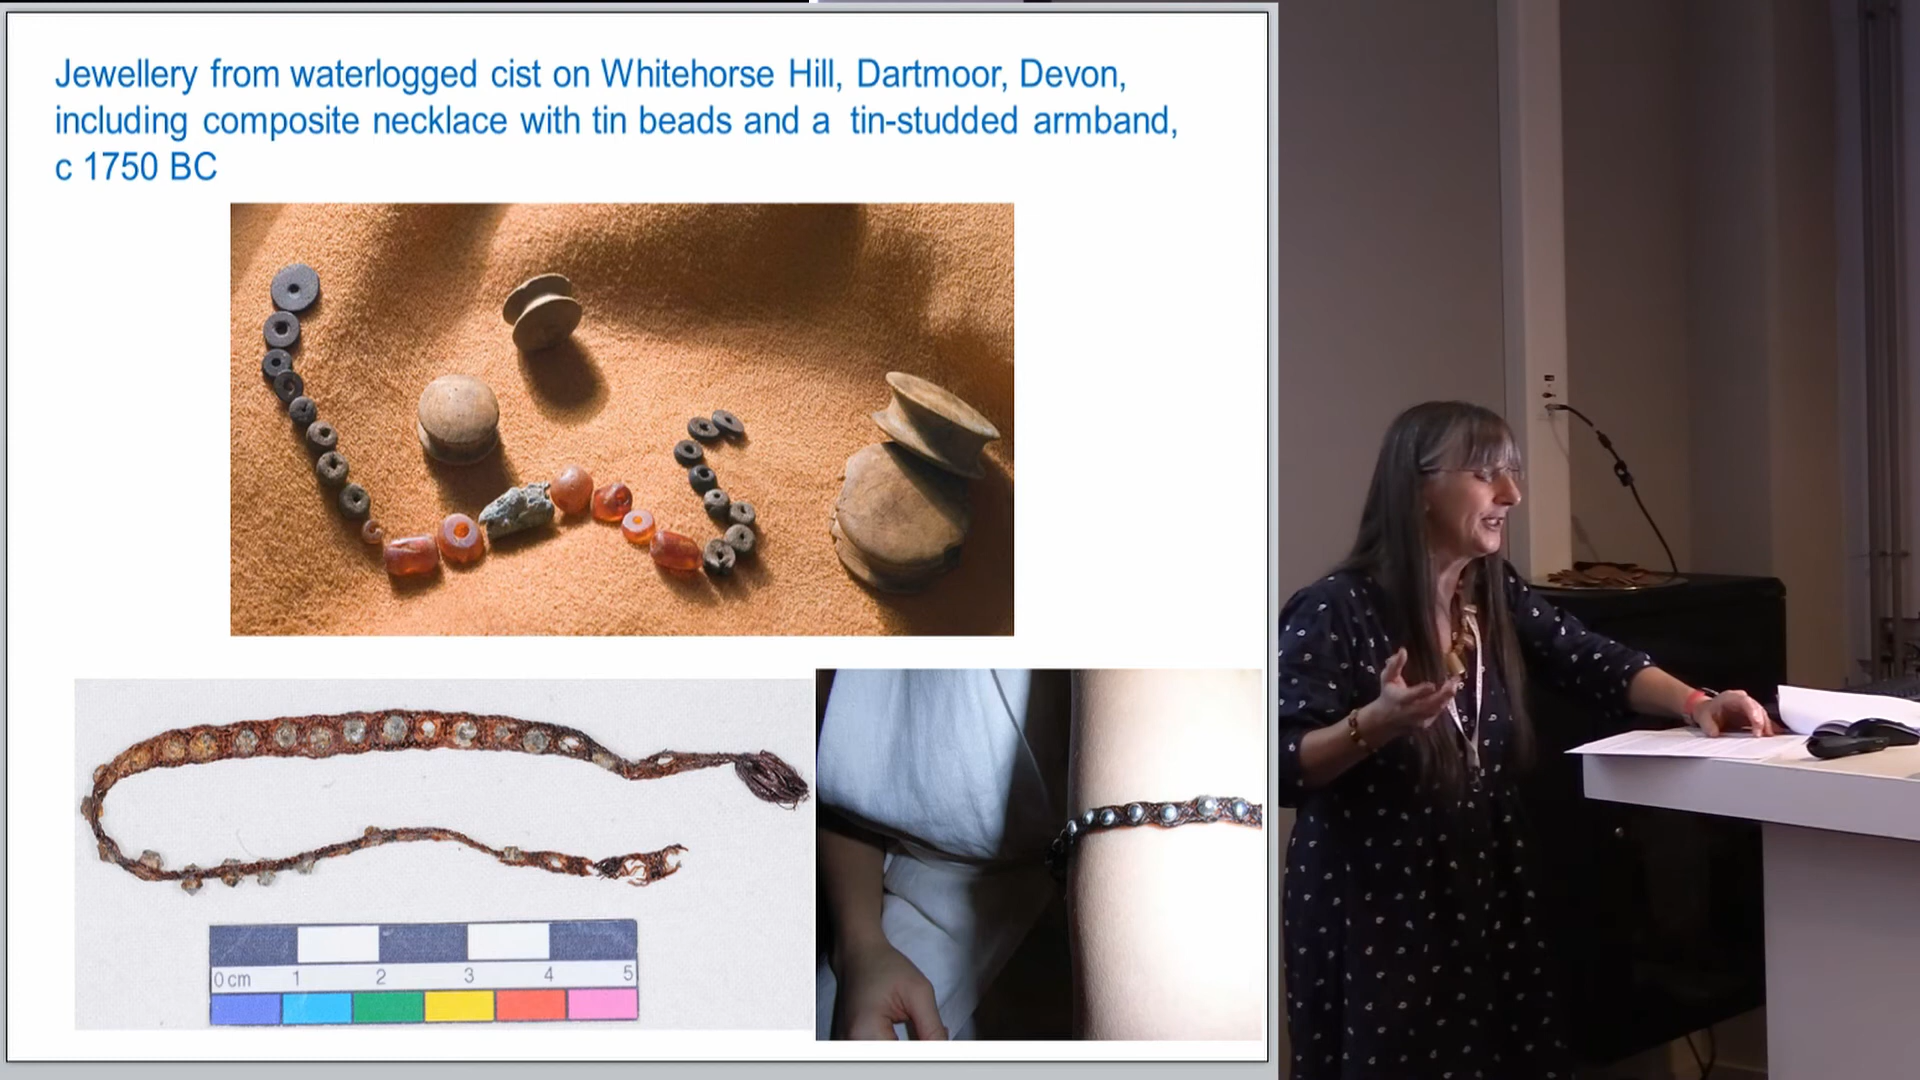 Jewellery from waterlogged cist on Whitehorse Hill, Dartmoor, Devon,
including composite necklace with tin beads and a tin-studded armband,
c 1750 BC
0 cm 1 2 3 4 5